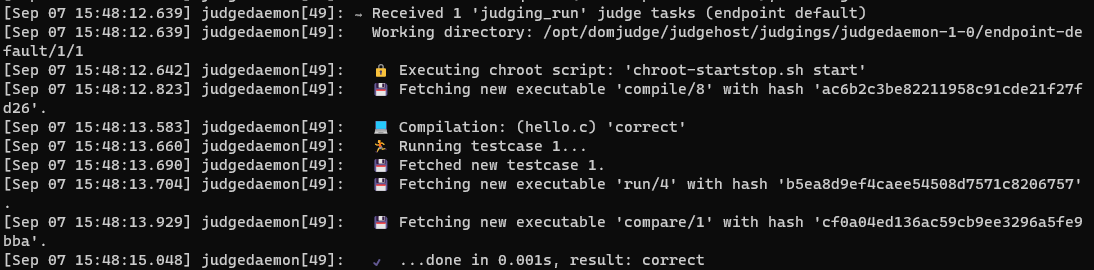 [Sep 07 15:48:12.639] judgedaemon[49]: → Received 1 'judging_run' judge tasks (endpoint default)
[Sep 07 15:48:12.639] judgedaemon[49]:   Working directory: /opt/domjudge/judgehost/judgings/judgedaemon-1-0/endpoint-de
fault/1/1
[Sep 07 15:48:12.642] judgedaemon[49]:   🔒 Executing chroot script: 'chroot-startstop.sh start'
[Sep 07 15:48:12.823] judgedaemon[49]:   💾 Fetching new executable 'compile/8' with hash 'ac6b2c3be82211958c91cde21f27f
d26'.
[Sep 07 15:48:13.583] judgedaemon[49]:   💻 Compilation: (hello.c) 'correct'
[Sep 07 15:48:13.660] judgedaemon[49]:   🏃 Running testcase 1...
[Sep 07 15:48:13.690] judgedaemon[49]:   💾 Fetched new testcase 1.
[Sep 07 15:48:13.704] judgedaemon[49]:   💾 Fetching new executable 'run/4' with hash 'b5ea8d9ef4caee54508d7571c8206757'
.
[Sep 07 15:48:13.929] judgedaemon[49]:   💾 Fetching new executable 'compare/1' with hash 'cf0a04ed136ac59cb9ee3296a5fe9
bba'.
[Sep 07 15:48:15.048] judgedaemon[49]:   ✔ ...done in 0.001s, result: correct